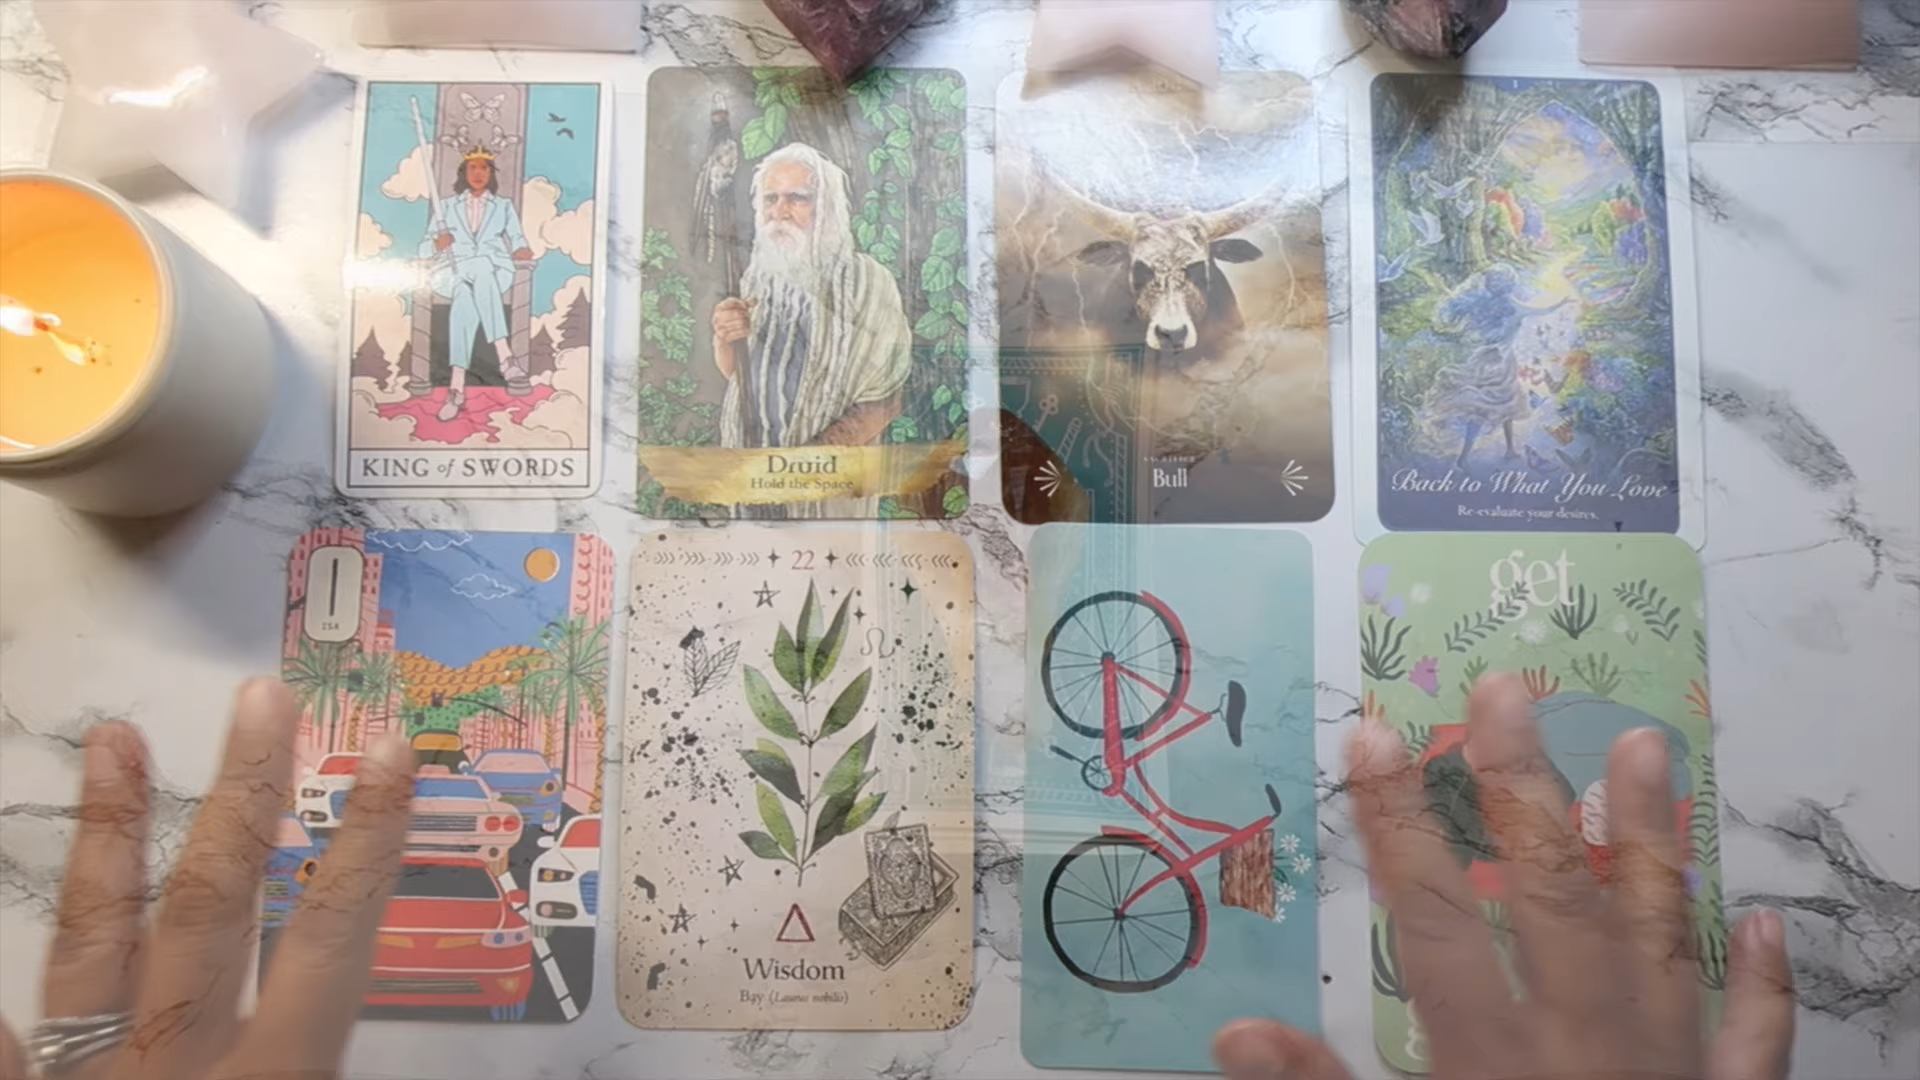 KING of SWORDS
Druid
Hold the Space
Bull
Back to What You Love
Re-evaluate your desires.
22
Wisdom
Bay (Laurus nobilis)
get